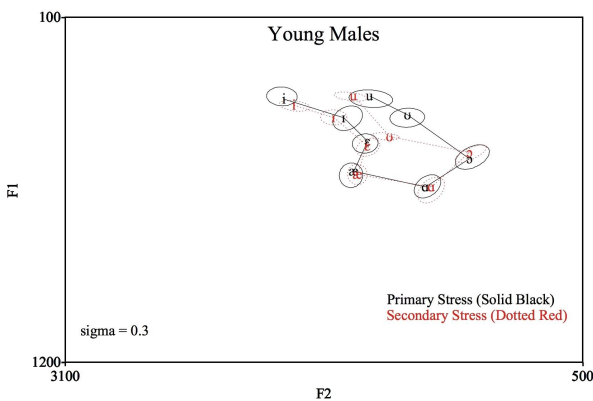 100
Young Males
i
i
u u
ɪ ɪ
ʊ
ʊ
ɛ
ɛ
ɔ
ɔ
æ æ
ɑ ɑ
F1
Primary Stress (Solid Black)
Secondary Stress (Dotted Red)
sigma = 0.3
1200
3100
500
F2